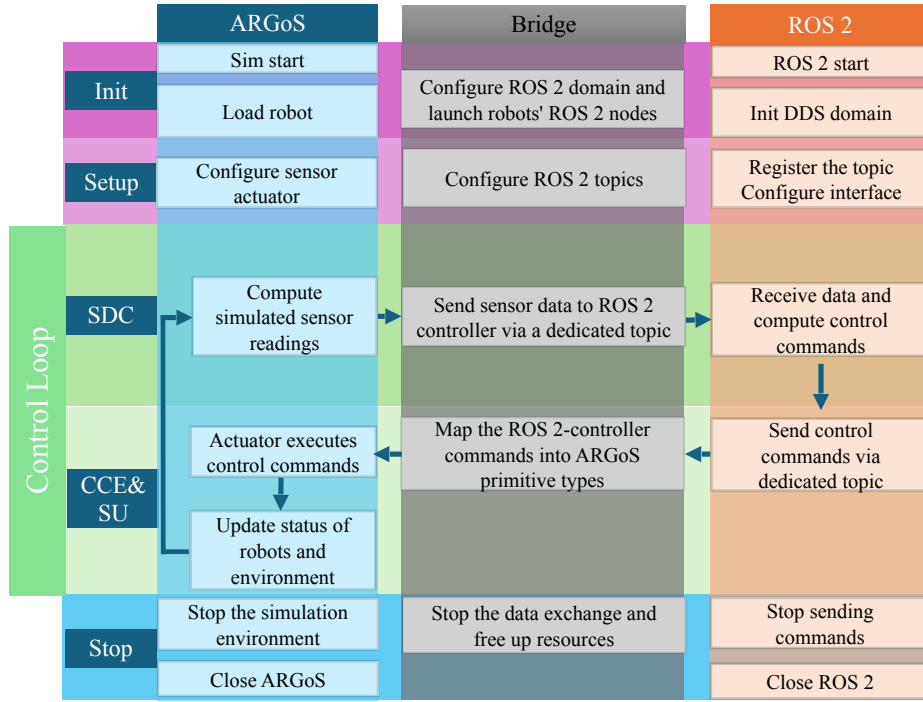 ARGoS
Bridge
ROS 2
Init
Sim start
Load robot
Configure ROS 2 domain and
launch robots' ROS 2 nodes
ROS 2 start
Init DDS domain
Setup
Configure sensor
actuator
Configure ROS 2 topics
Register the topic
Configure interface
Control Loop
SDC
Compute
simulated sensor
readings
Send sensor data to ROS 2
controller via a dedicated topic
Receive data and
compute control
commands
CCE&
SU
Actuator executes
control commands
Map the ROS 2-controller
commands into ARGoS
primitive types
Send control
commands via
dedicated topic
Update status of
robots and
environment
Stop
Stop the simulation
environment
Stop the data exchange and
free up resources
Stop sending
commands
Close ARGoS
Close ROS 2